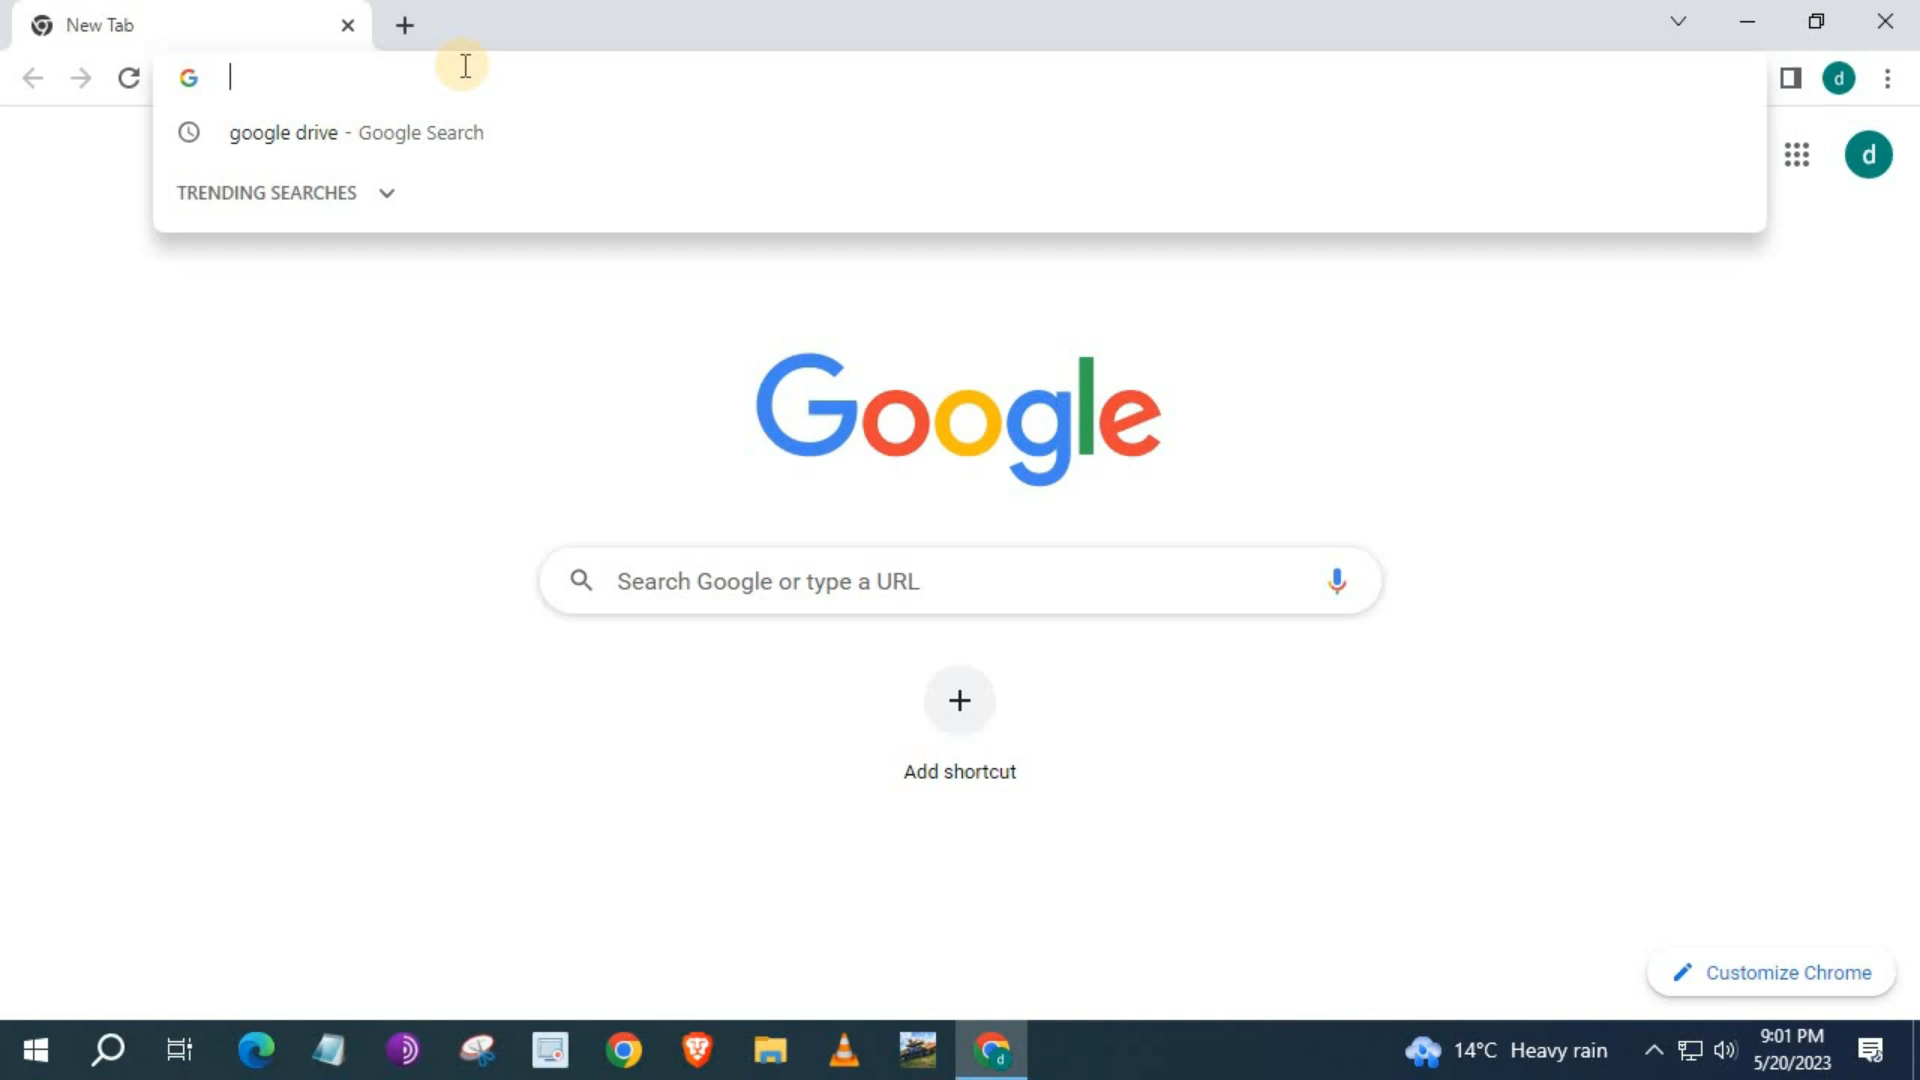 New Tab
google drive - Google Search
TRENDING SEARCHES
d
d
Google
Search Google or type a URL
Add shortcut
Customize Chrome
d
14°C Heavy rain
9:01 PM
5/20/2023